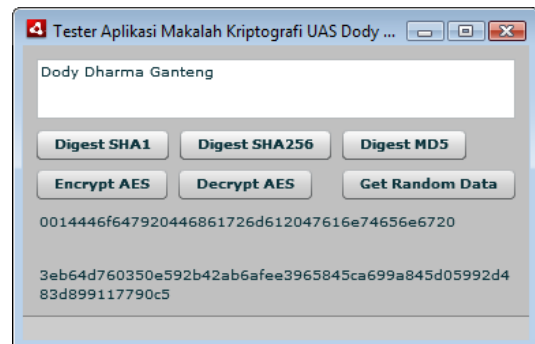 Tester Aplikasi Makalah Kriptografi UAS Dody ...
Dody Dharma Ganteng
Digest SHA1 Digest SHA256 Digest MD5
Encrypt AES Decrypt AES Get Random Data
0014446f647920446861726d612047616e74656e6720
3eb64d760350e592b42ab6afee3965845ca699a845d05992d4
83d899117790c5